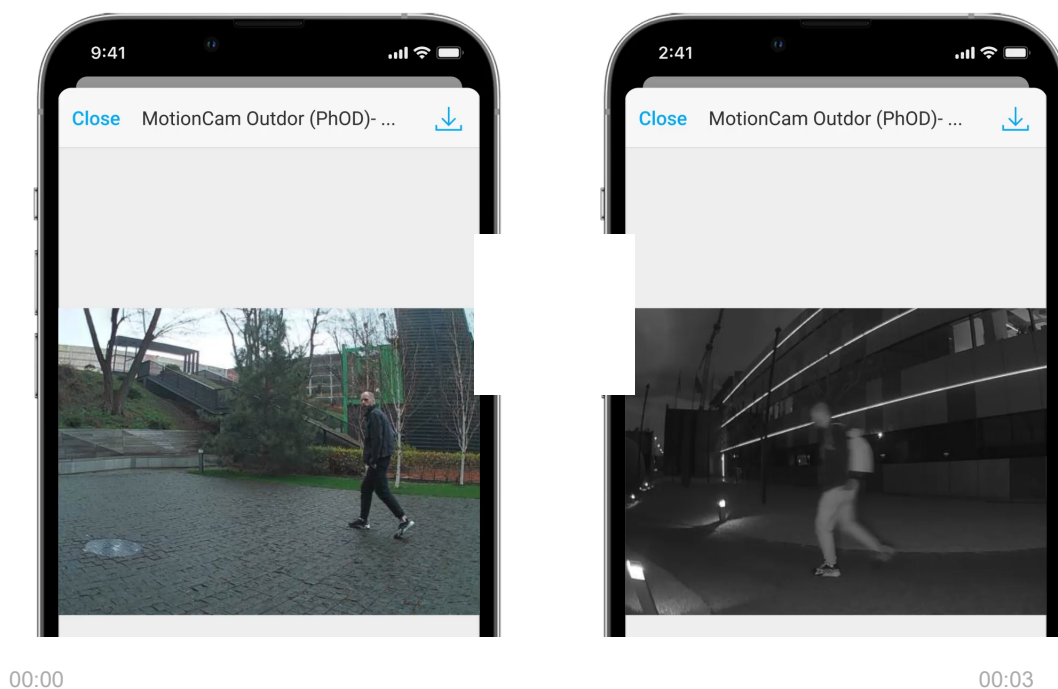 9:41
2:41
Close MotionCam Outdor (PhOD)- ...
Close MotionCam Outdor (PhOD)- ...
00:00
00:03